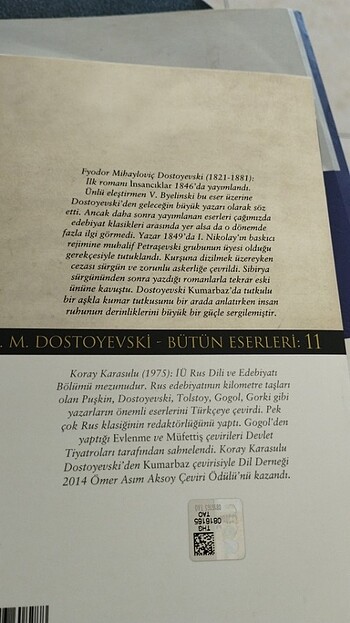 Fyodor Mihayloviç Dostoyevski (1821-1881):
İlk romanı İnsancıklar 1846'da yayımlandı.
Ünlü eleştirmen V. Byelinski bu eser üzerine
Dostoyevski'den geleceğin büyük yazarı olarak söz
etti. Ancak daha sonra yayımlanan eserleri çağımızda
edebiyat klasikleri arasında yer alsa da o dönemde
fazla ilgi görmedi. Yazar 1849'da I. Nikolay'ın baskıcı
rejimine muhalif Petraşevski grubunun üyesi olduğu
gerekçesiyle tutuklandı. Kurşuna dizilmek üzereyken
cezası sürgün ve zorunlu askerliğe çevrildi. Sibirya
sürgününden sonra yazdığı romanlarla tekrar eski
ününe kavuştu. Dostoyevski Kumarbaz'da tutkulu
bir aşkla kumar tutkusunu bir arada anlatırken insan
ruhunun derinliklerini büyük bir güçle sergilemiştir.
. M. DOSTOYEVSKİ - BÜTÜN ESERLERİ: 11
Koray Karasulu (1975): İÜ Rus Dili ve Edebiyatı
Bölümü mezunudur. Rus edebiyatının kilometre taşları
olan Puşkin, Dostoyevski, Tolstoy, Gogol, Gorki gibi
yazarların önemli eserlerini Türkçeye çevirdi. Pek
çok Rus klasiğinin redaktörlüğünü yaptı. Gogol'den
yaptığı Evlenme ve Müfettiş çevirileri Devlet
Tiyatroları tarafından sahnelendi. Koray Karasulu
Dostoyevski'den Kumarbaz çevirisiyle Dil Derneği
2014 Ömer Asım Aksoy Çeviri Ödülü'nü kazandı.
THG
TAO
0818165